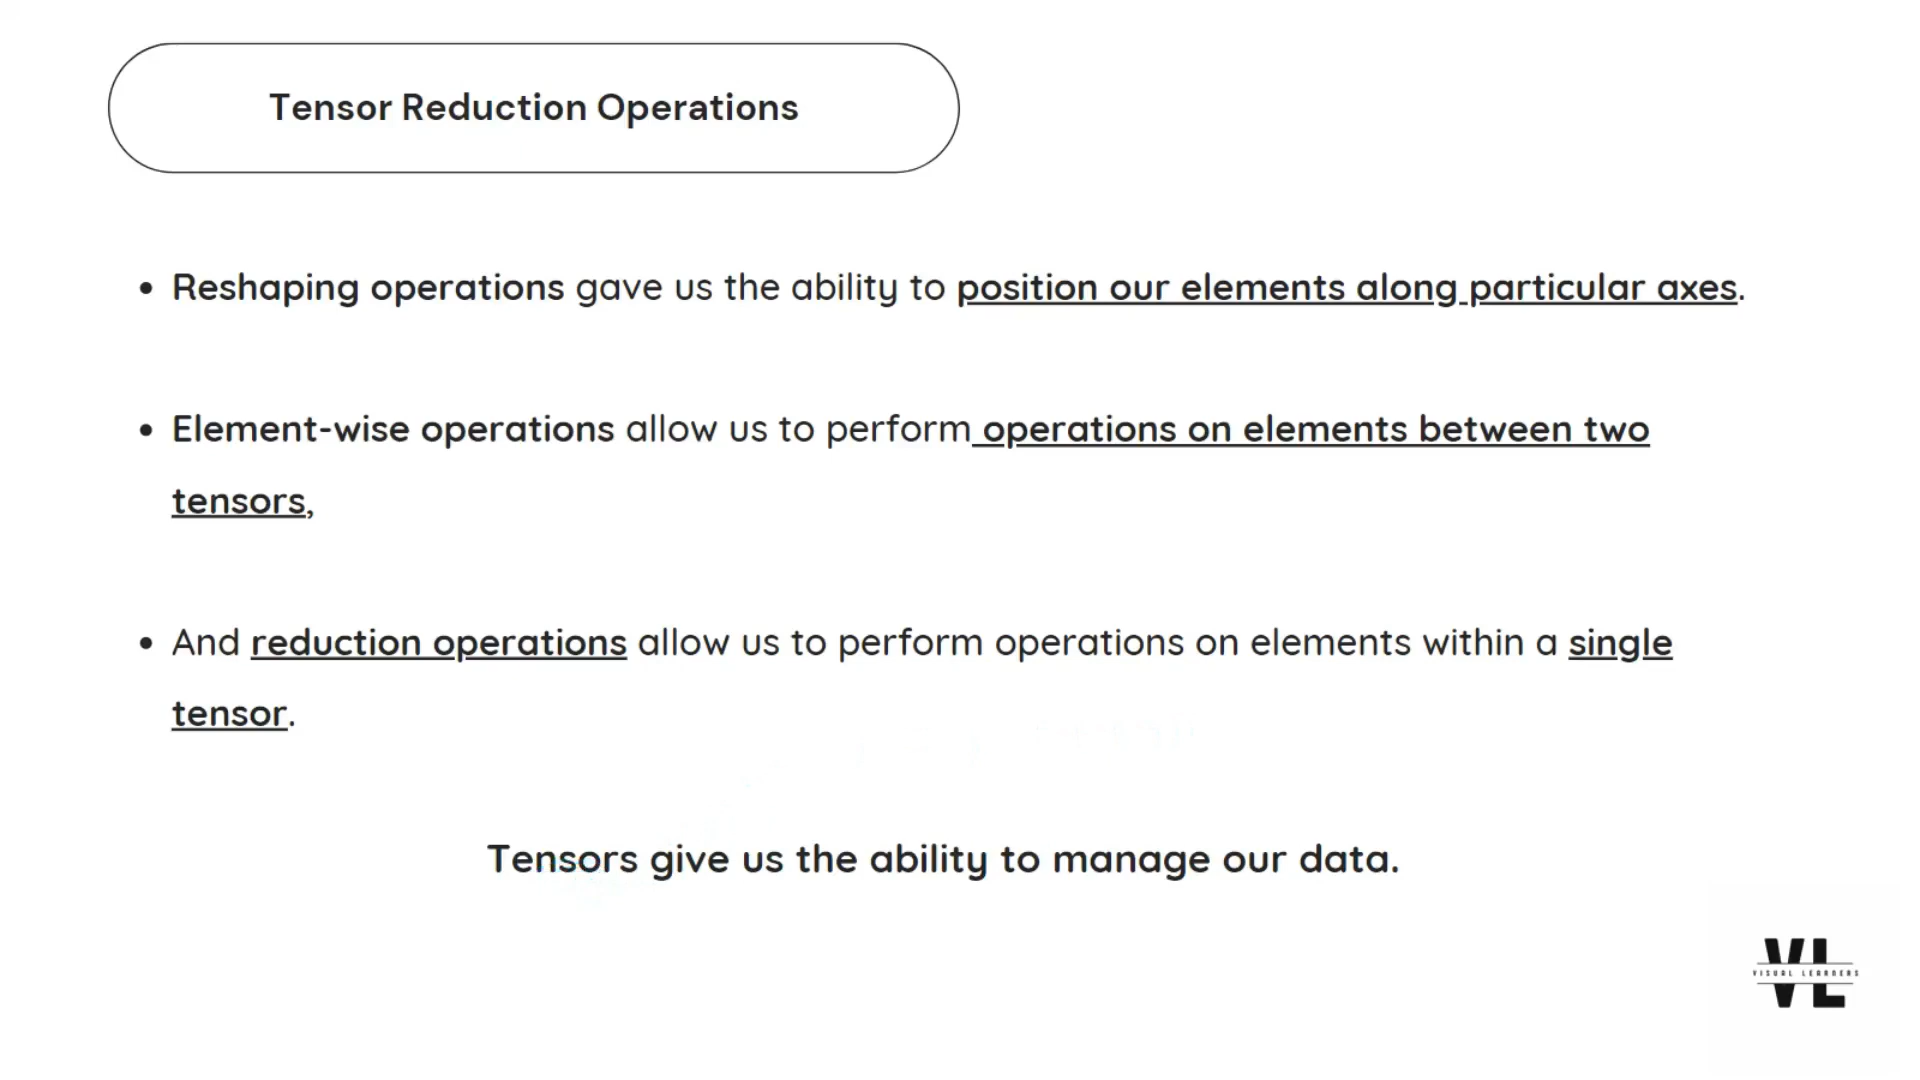 Tensor Reduction Operations
• Reshaping operations gave us the ability to position our elements along particular axes.
• Element-wise operations allow us to perform operations on elements between two
tensors,
• And reduction operations allow us to perform operations on elements within a single
tensor.
Tensors give us the ability to manage our data.
VL
VISUAL LEARNERS